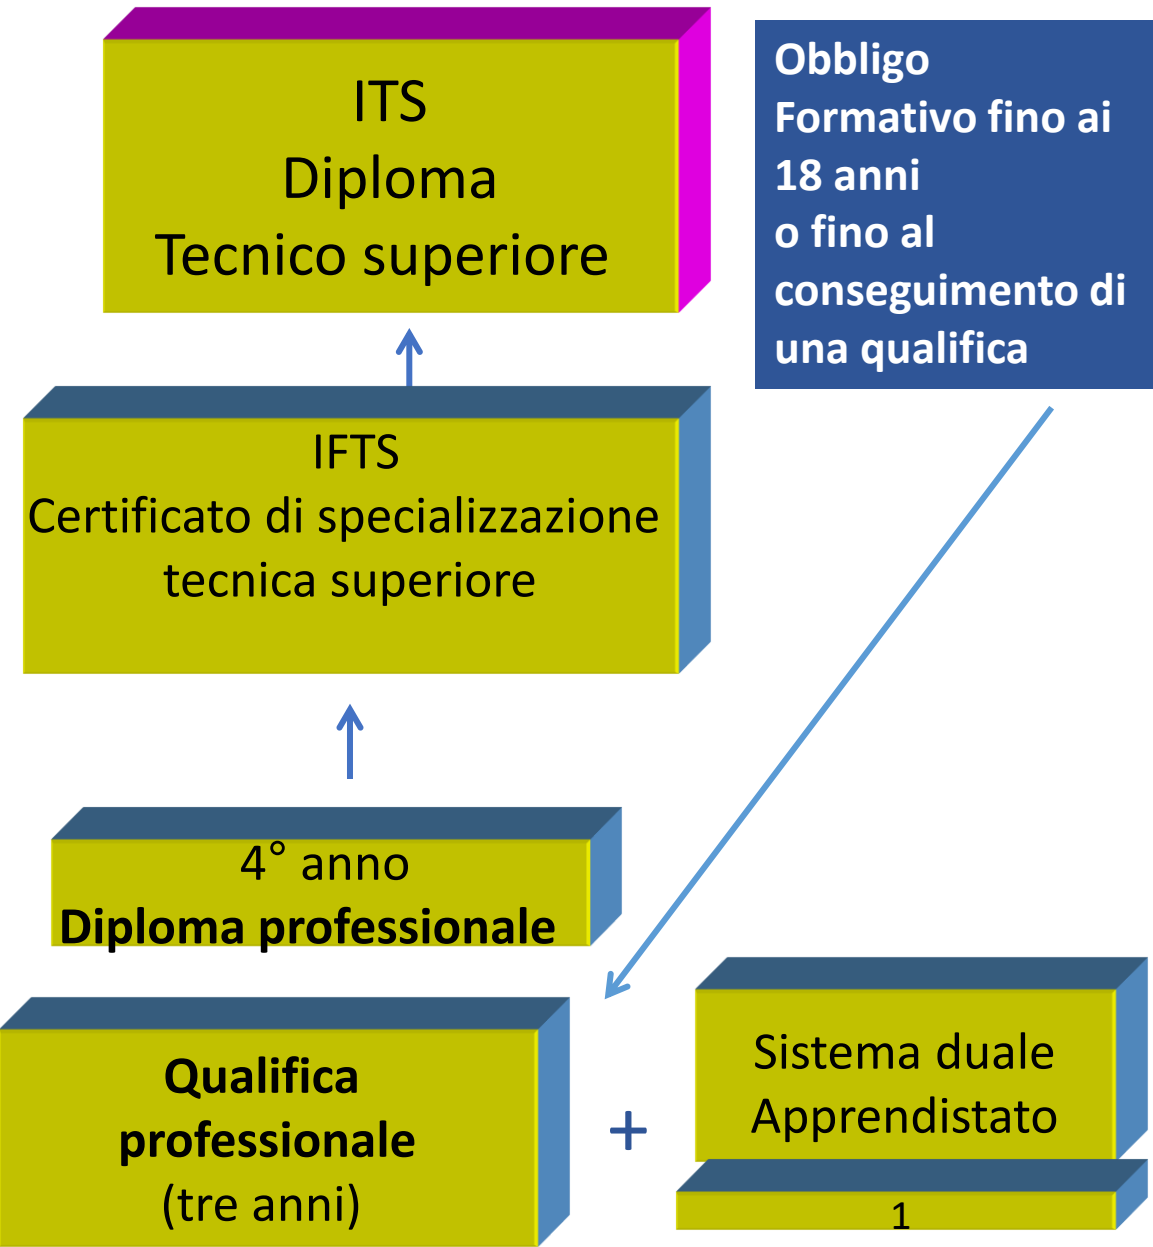 ITS
Diploma
Tecnico superiore
Obbligo
Formativo fino ai
18 anni
o fino al
conseguimento di
una qualifica
IFTS
Certificato di specializzazione
tecnica superiore
4° anno
Diploma professionale
Qualifica
professionale
(tre anni)
+
Sistema duale
Apprendistato
1